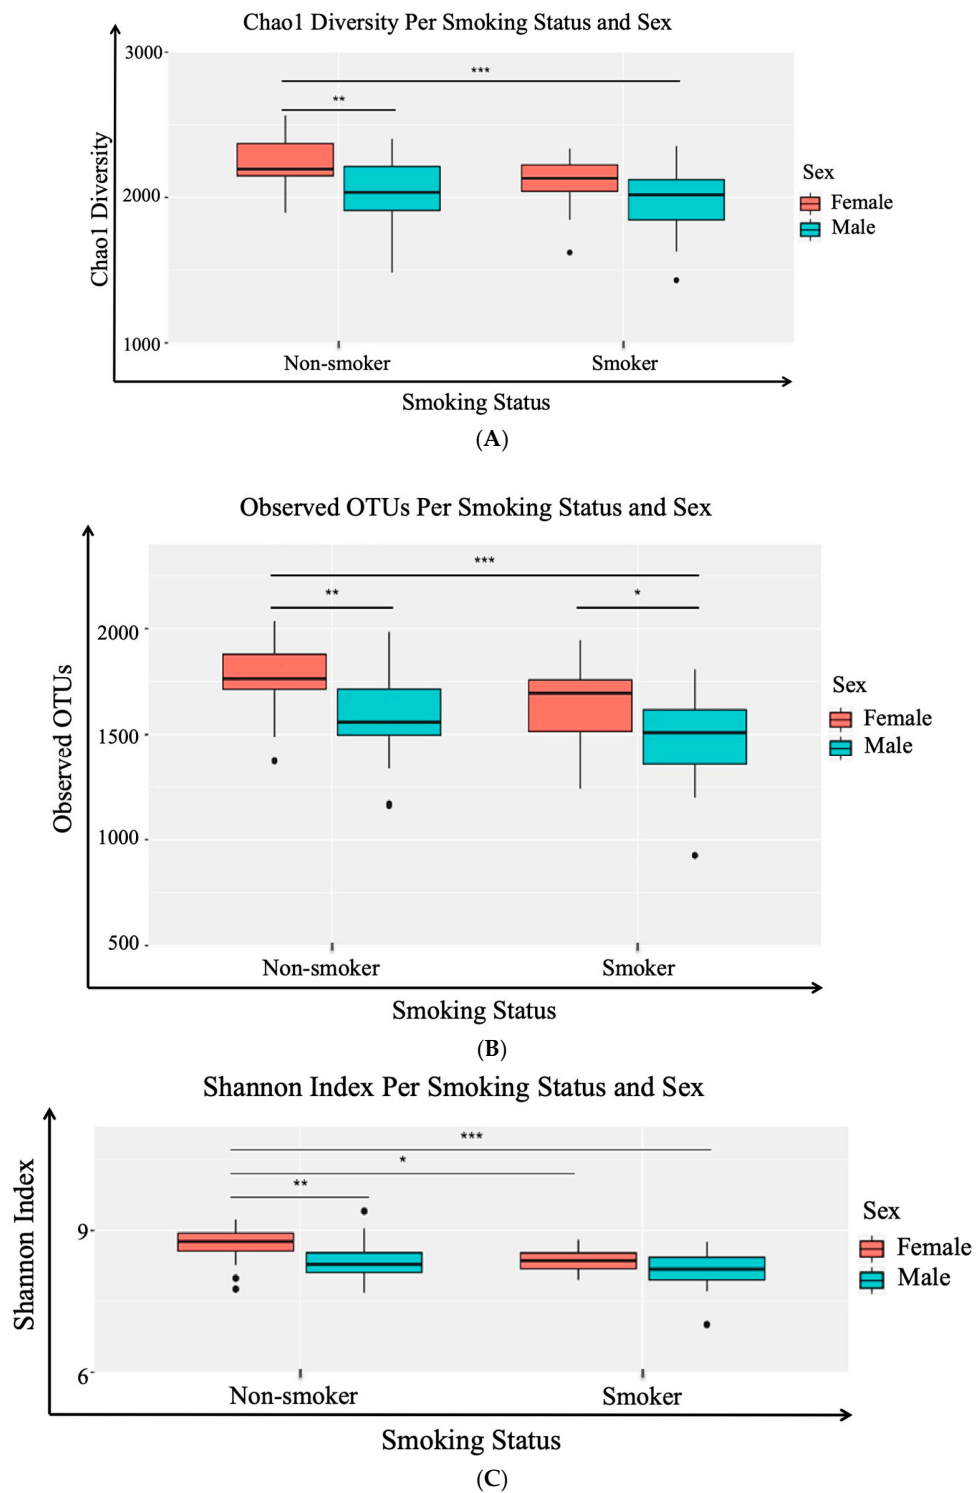 Chao1 Diversity Per Smoking Status and Sex
3000
***
**
Chao1 Diversity
2000
1000
Sex
Female
Male
Non-smoker
Smoker
Smoking Status
(A)
Observed OTUs Per Smoking Status and Sex
***
**
*
2000
Observed OTUs
1500
1000
500
Sex
Female
Male
Non-smoker
Smoker
Smoking Status
(B)
Shannon Index Per Smoking Status and Sex
***
*
**
Shannon Index
9
6
Sex
Female
Male
Non-smoker
Smoker
Smoking Status
(C)